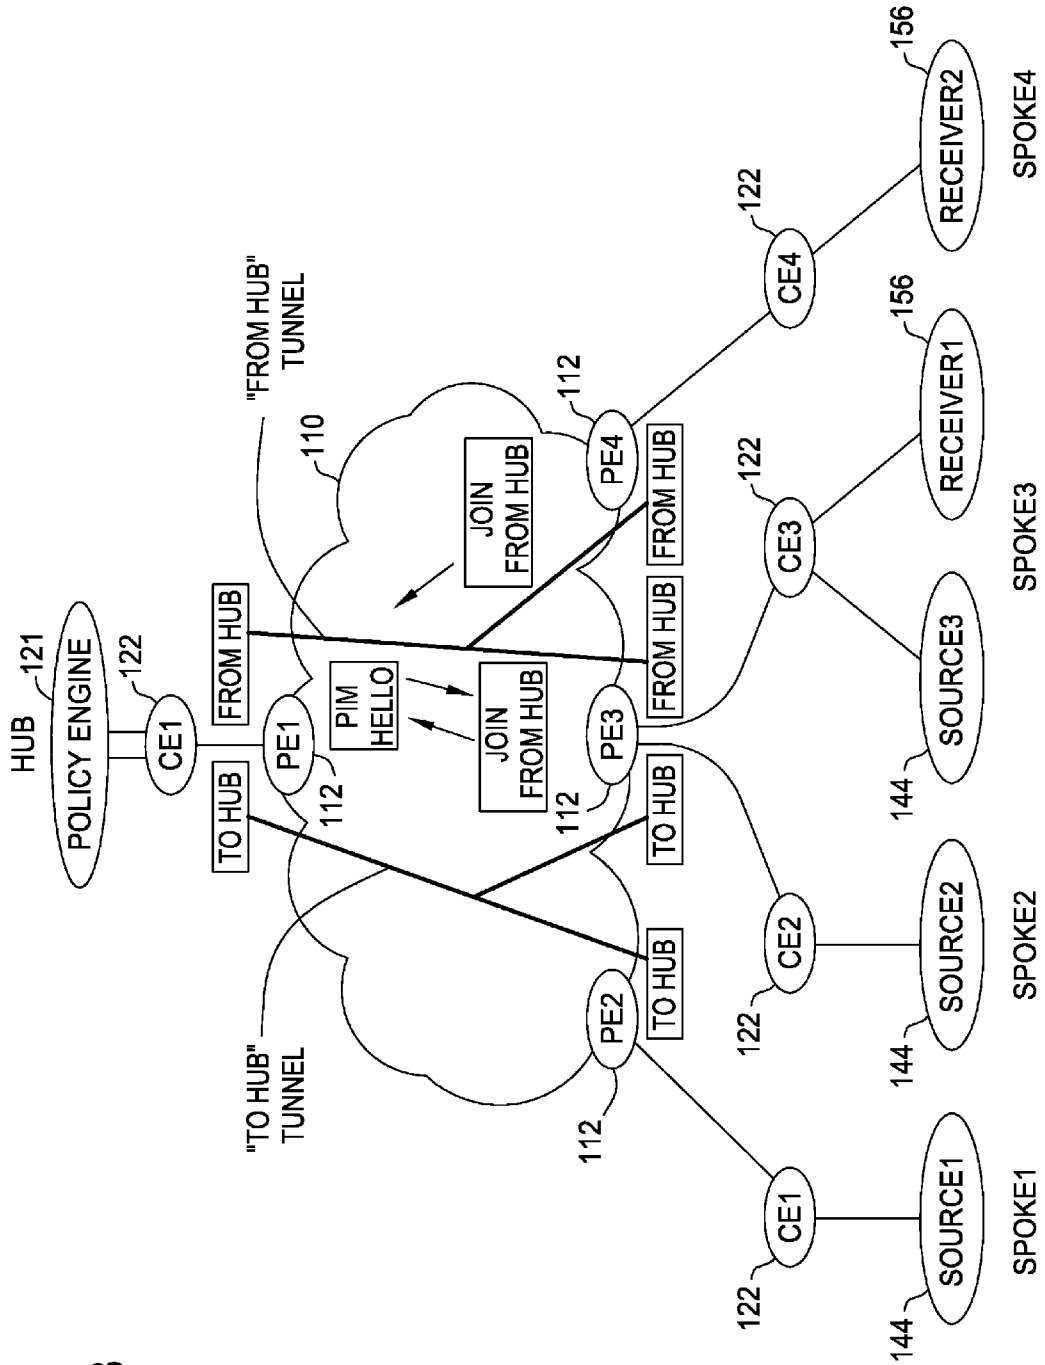 HUB
POLICY ENGINE
121
CE1
122
TO HUB
FROM HUB
PE1
112
"TO HUB"
TUNNEL
"FROM HUB"
TUNNEL
110
PIM
HELLO
JOIN
FROM HUB
JOIN
FROM HUB
PE2
112
PE3
112
PE4
112
TO HUB
TO HUB
FROM HUB
FROM HUB
CE1
122
CE2
122
CE3
122
CE4
122
SOURCE1
144
SOURCE2
144
SOURCE3
144
RECEIVER1
156
RECEIVER2
156
SPOKE1
SPOKE2
SPOKE3
SPOKE4